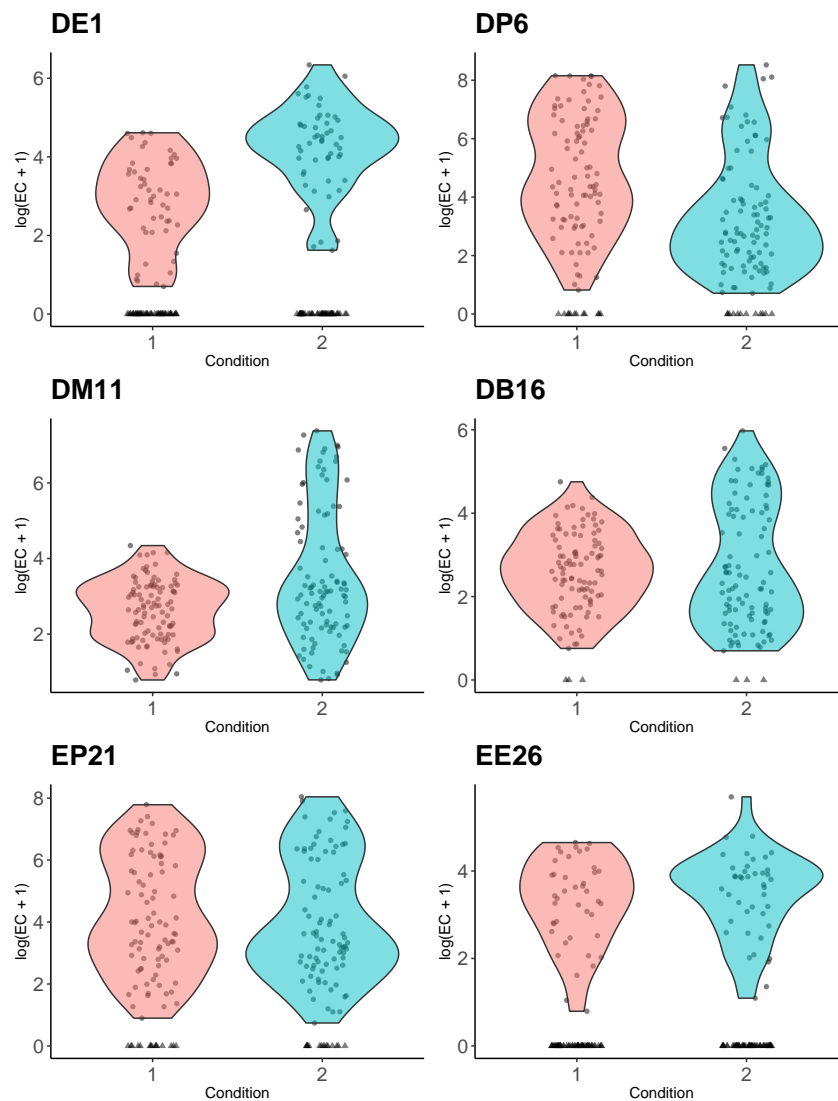 DE1
DP6
log(EC + 1)
6
4
2
0
1
2
Condition
log(EC + 1)
8
6
4
2
0
1
2
Condition
DM11
DB16
log(EC + 1)
6
4
2
1
2
Condition
log(EC + 1)
6
4
2
0
1
2
Condition
EP21
EE26
log(EC + 1)
8
6
4
2
0
1
2
Condition
log(EC + 1)
4
2
0
1
2
Condition